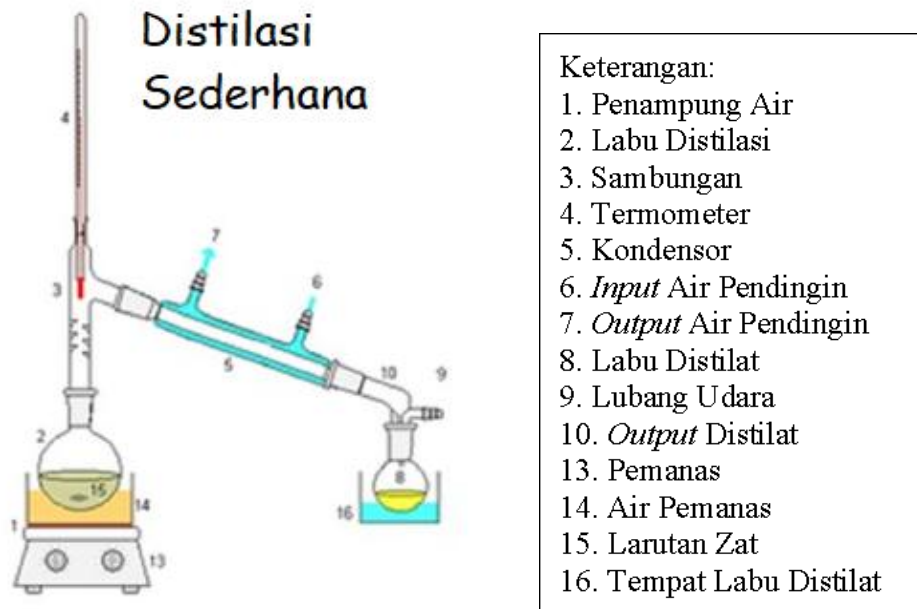 Distilasi
Sederhana
4
7
6
3
5
10
9
2
8
15
14
16
1
13
Keterangan:
1. Penampung Air
2. Labu Distilasi
3. Sambungan
4. Termometer
5. Kondensor
6. Input Air Pendingin
7. Output Air Pendingin
8. Labu Distilat
9. Lubang Udara
10. Output Distilat
13. Pemanas
14. Air Pemanas
15. Larutan Zat
16. Tempat Labu Distilat